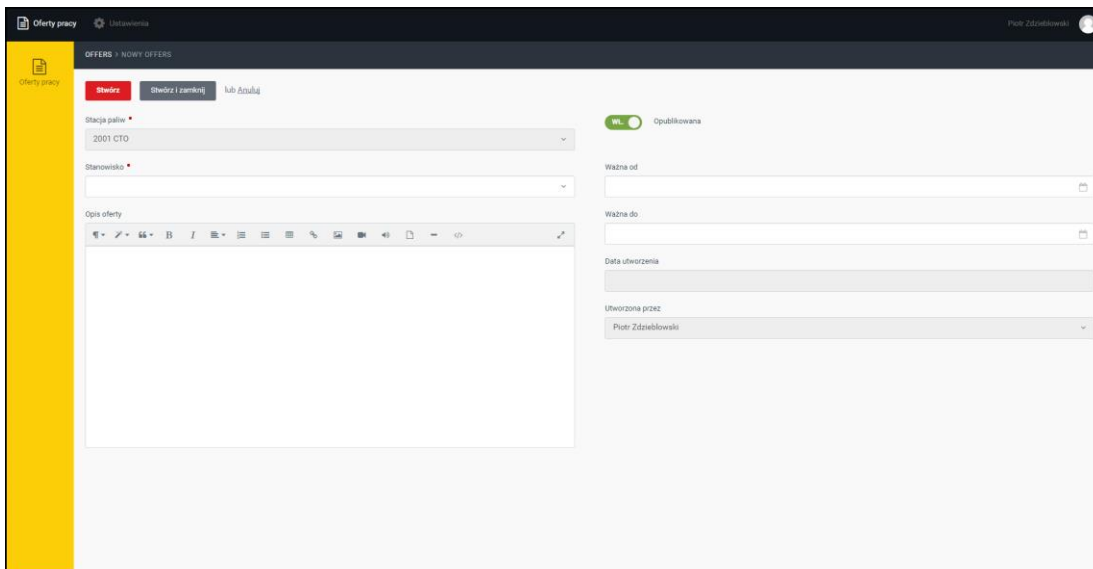 Oferty pracy Ustawienia Piotr Zdzieblowski
OFFERS > NOWY OFFERS
Oferty pracy
Stwórz Stwórz i zamknij lub Anuluj
Stacja paliw
2001 CTO
WŁ. Opublikowana
Stanowisko
Ważna od
Opis oferty
B I
Ważna do
Data utworzenia
Utworzona przez
Piotr Zdzieblowski